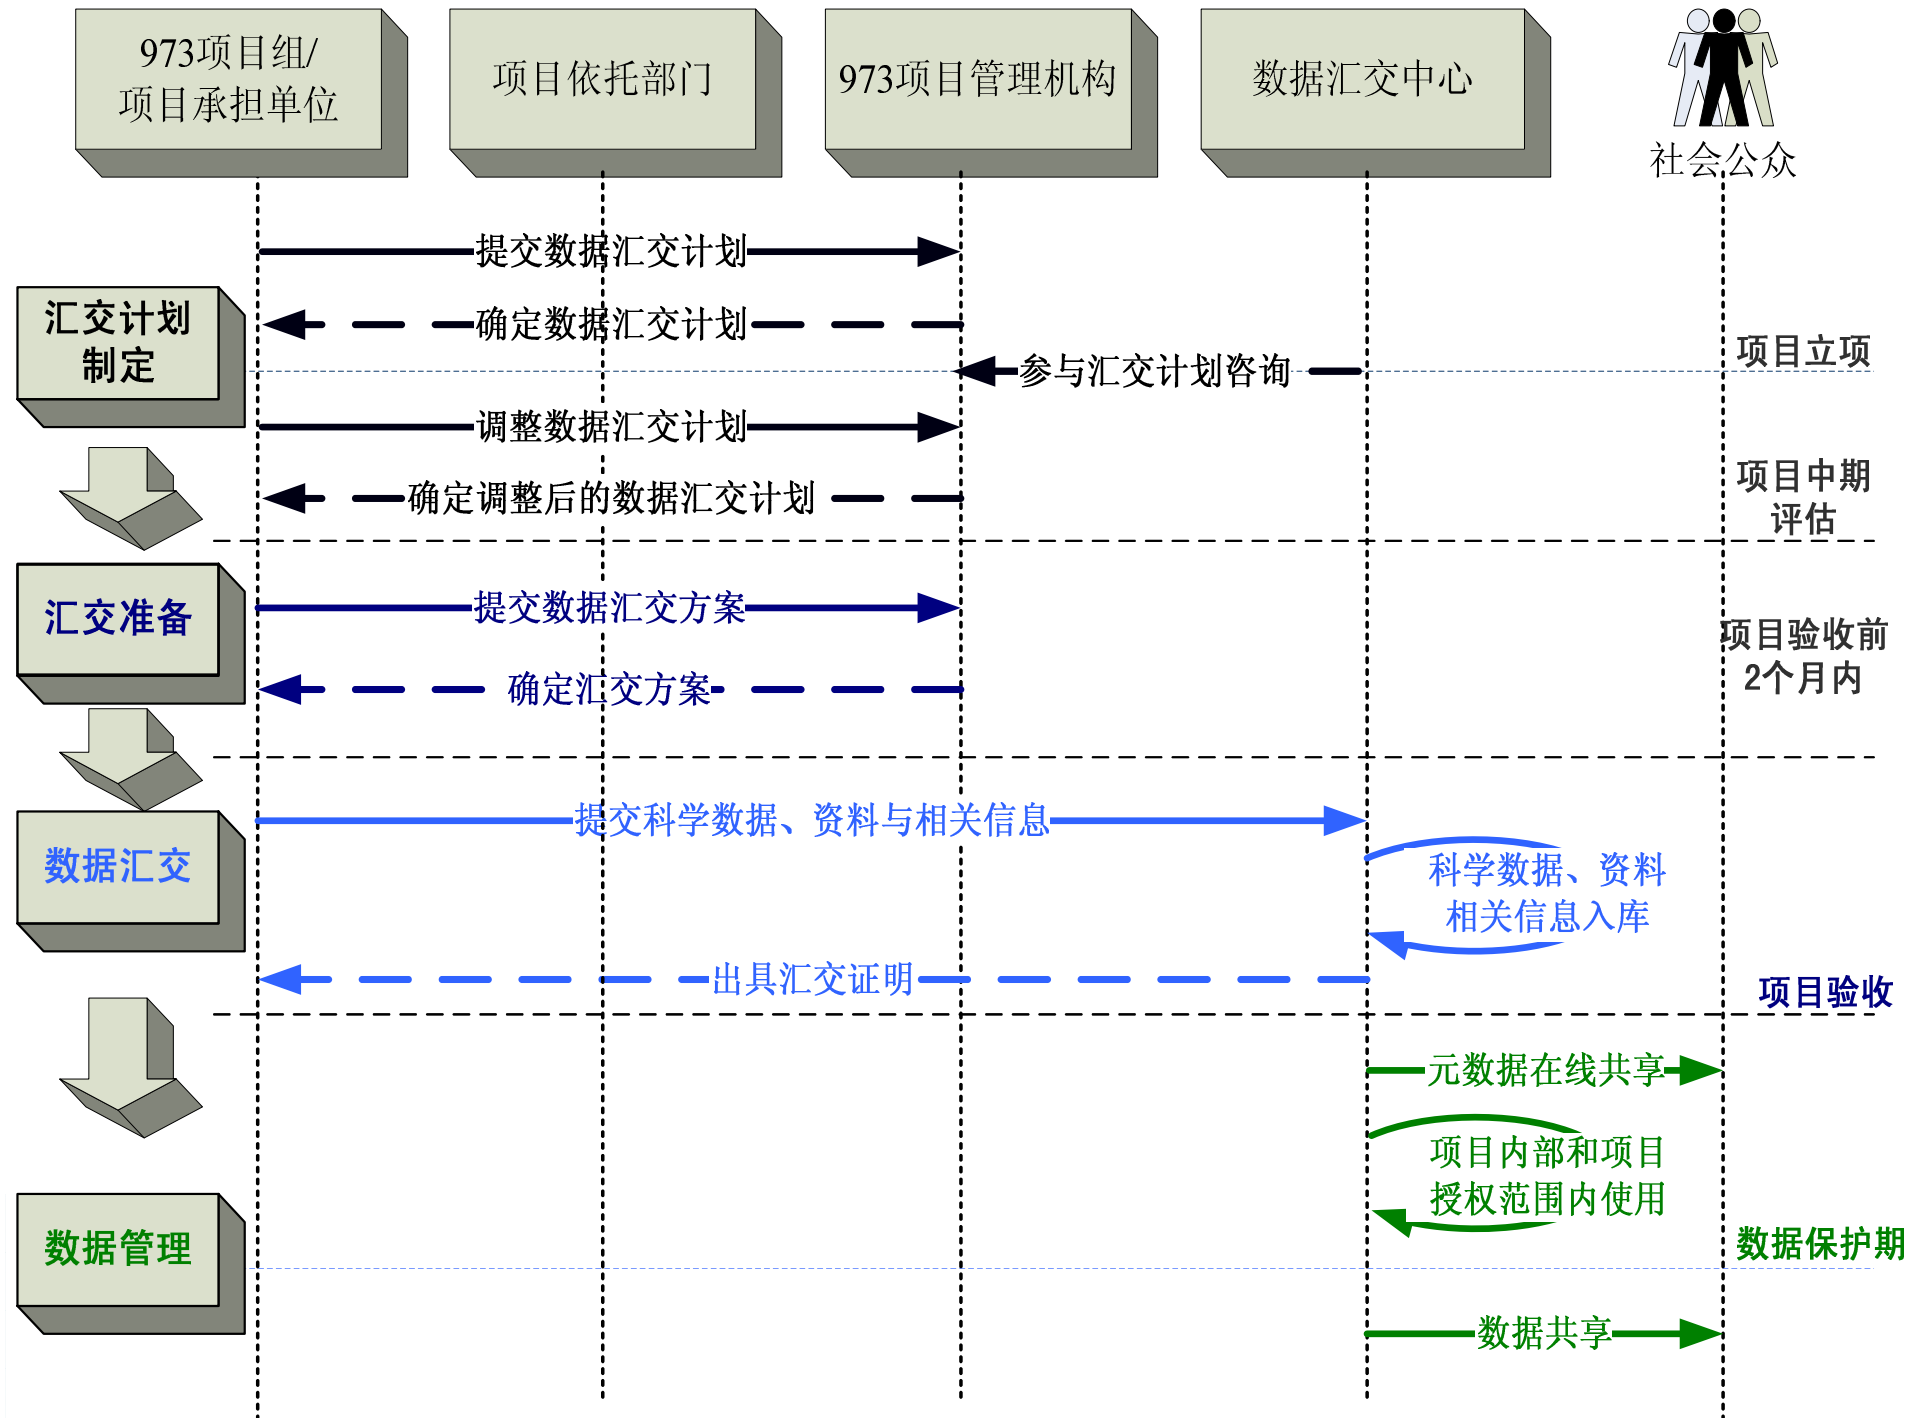 973项目组/
项目承担单位
项目依托部门
973项目管理机构
数据汇交中心
社会公众
提交数据汇交计划
汇交计划
制定
确定数据汇交计划
项目立项
参与汇交计划咨询
调整数据汇交计划
项目中期
评估
确定调整后的数据汇交计划
汇交准备
提交数据汇交方案
项目验收前
2个月内
确定汇交方案
提交科学数据、资料与相关信息
数据汇交
科学数据、资料
相关信息入库
出具汇交证明
项目验收
元数据在线共享
项目内部和项目
授权范围内使用
数据管理
数据保护期
数据共享